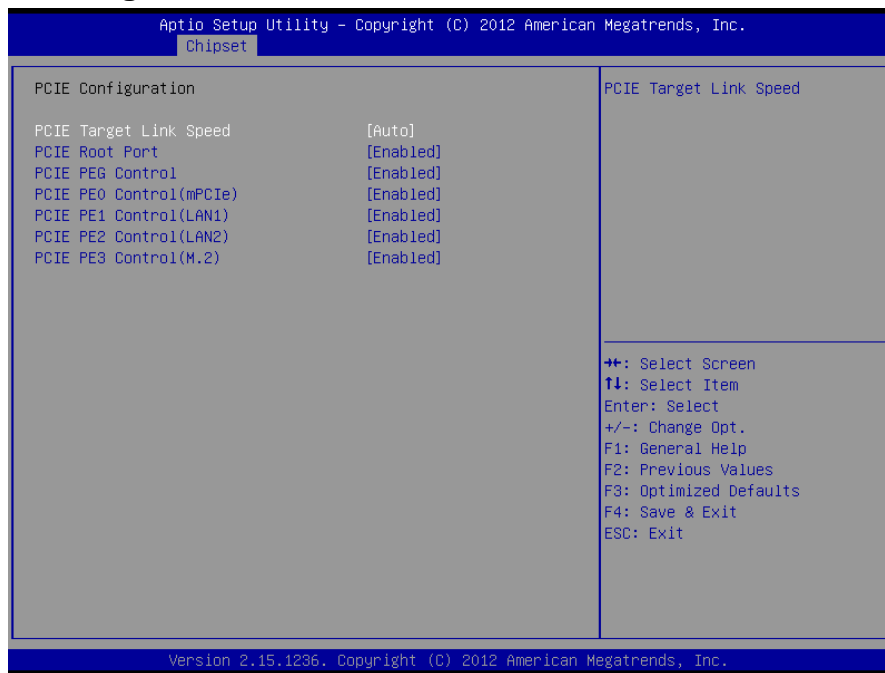 Aptio Setup Utility – Copyright (C) 2012 American Megatrends, Inc.
Chipset
PCIE Configuration
PCIE Target Link Speed [Auto]
PCIE Root Port [Enabled]
PCIE PEG Control [Enabled]
PCIE PE0 Control(mPCIe) [Enabled]
PCIE PE1 Control(LAN1) [Enabled]
PCIE PE2 Control(LAN2) [Enabled]
PCIE PE3 Control(M.2) [Enabled]
PCIE Target Link Speed
→←: Select Screen
↑↓: Select Item
Enter: Select
+/-: Change Opt.
F1: General Help
F2: Previous Values
F3: Optimized Defaults
F4: Save & Exit
ESC: Exit
Version 2.15.1236. Copyright (C) 2012 American Megatrends, Inc.